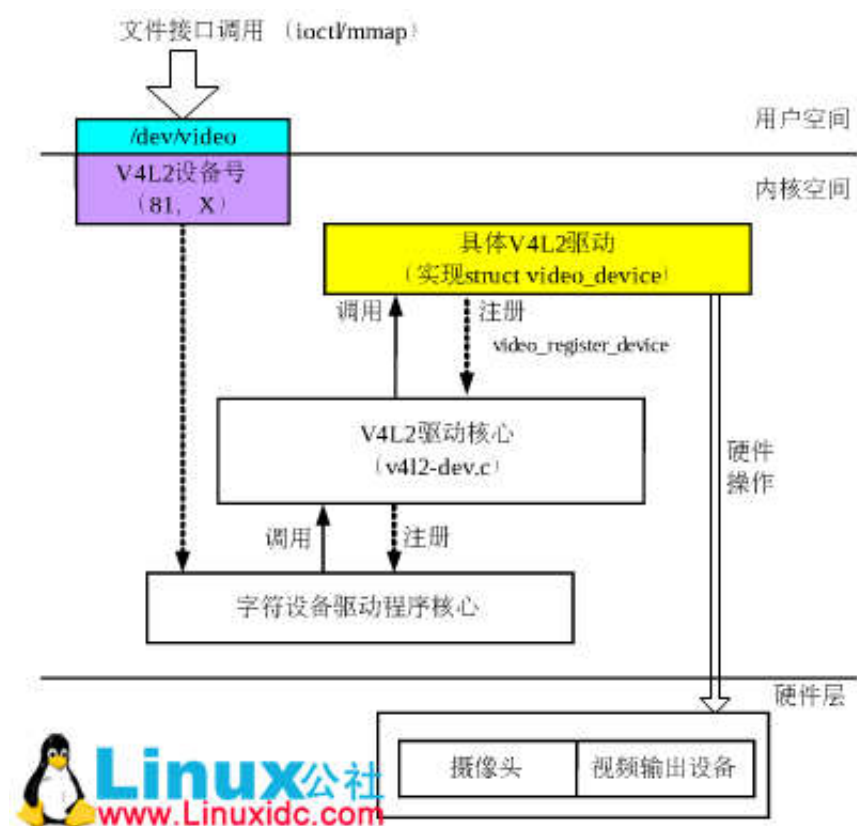 文件接口调用 （ioctl/mmap）
/dev/video
用户空间
V4L2设备号
（81，X）
内核空间
具体V4L2驱动
（实现struct video_device）
调用
注册
video_register_device
V4L2驱动核心
（v4l2-dev.c）
硬件
操作
调用
注册
字符设备驱动程序核心
硬件层
摄像头
视频输出设备
Linux公社
www.Linuxidc.com